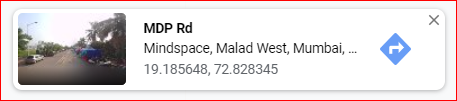 MDP Rd
Mindspace, Malad West, Mumbai, ...
19.185648, 72.828345